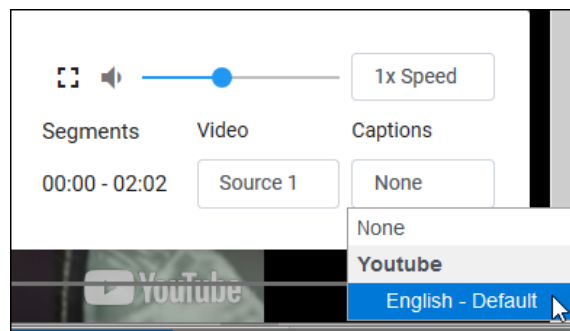 1x Speed
Segments Video Captions
00:00 - 02:02 Source 1 None
None
Youtube
English - Default
YouTube